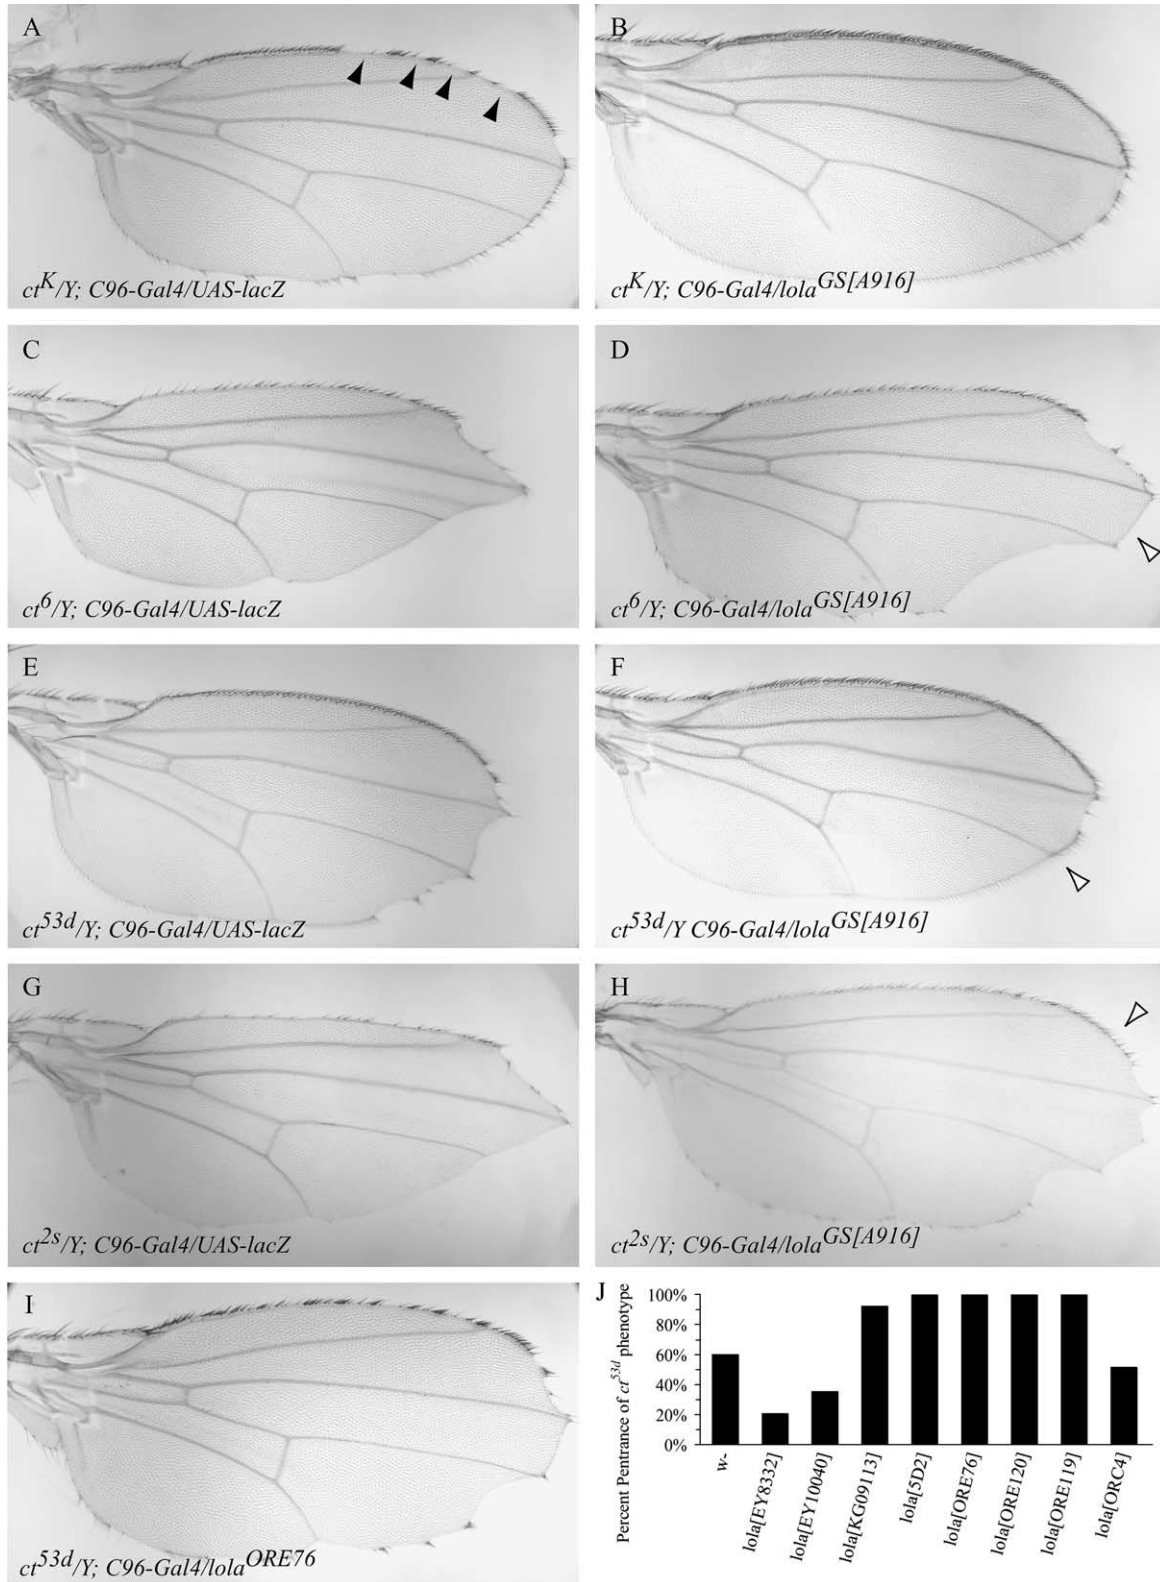 A
ct^K/Y; C96-Gal4/UAS-lacZ
B
ct^K/Y; C96-Gal4/lola^GS[A916]
C
ct^6/Y; C96-Gal4/UAS-lacZ
D
ct^6/Y; C96-Gal4/lola^GS[A916]
E
ct^53d/Y; C96-Gal4/UAS-lacZ
F
ct^53d/Y C96-Gal4/lola^GS[A916]
G
ct^2s/Y; C96-Gal4/UAS-lacZ
H
ct^2s/Y; C96-Gal4/lola^GS[A916]
I
ct^53d/Y; C96-Gal4/lola^ORE76
J
Percent Pentrance of ct^53d phenotype
100%
80%
60%
40%
20%
0%
w-
lola[EY8332]
lola[EY10040]
lola[KG09113]
lola[5D2]
lola[ORE76]
lola[ORE120]
lola[ORE119]
lola[ORC4]